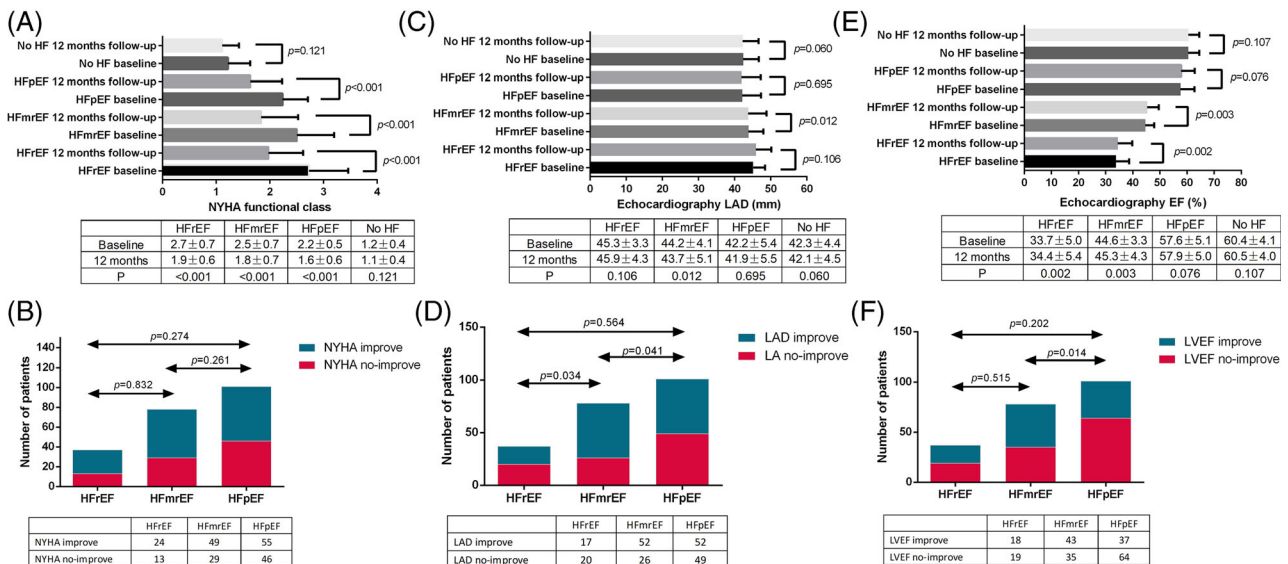 (A)
No HF 12 months follow-up
No HF baseline
HFpEF 12 months follow-up
HFpEF baseline
HFmrEF 12 months follow-up
HFmrEF baseline
HFrEF 12 months follow-up
HFrEF baseline
p=0.121
p<0.001
p<0.001
p<0.001
0 1 2 3 4
NYHA functional class
HFrEF HFmrEF HFpEF No HF
Baseline 2.7±0.7 2.5±0.7 2.2±0.5 1.2±0.4
12 months 1.9±0.6 1.8±0.7 1.6±0.6 1.1±0.4
P <0.001 <0.001 <0.001 0.121
(C)
No HF 12 months follow-up
No HF baseline
HFpEF 12 months follow-up
HFpEF baseline
HFmrEF 12 months follow-up
HFmrEF baseline
HFrEF 12 months follow-up
HFrEF baseline
p=0.060
p=0.695
p=0.012
p=0.106
0 10 20 30 40 50 60
Echocardiography LAD (mm)
HFrEF HFmrEF HFpEF No HF
Baseline 45.3±3.3 44.2±4.1 42.2±5.4 42.3±4.4
12 months 45.9±4.3 43.7±5.1 41.9±5.5 42.1±4.5
P 0.106 0.012 0.695 0.060
(E)
No HF 12 months follow-up
No HF baseline
HFpEF 12 months follow-up
HFpEF baseline
HFmrEF 12 months follow-up
HFmrEF baseline
HFrEF 12 months follow-up
HFrEF baseline
p=0.107
p=0.076
p=0.003
p=0.002
0 10 20 30 40 50 60 70 80
Echocardiography EF (%)
HFrEF HFmrEF HFpEF No HF
Baseline 33.7±5.0 44.6±3.3 57.6±5.1 60.4±4.1
12 months 34.4±5.4 45.3±4.3 57.9±5.0 60.5±4.0
P 0.002 0.003 0.076 0.107
(B)
p=0.274
p=0.261
p=0.832
NYHA improve
NYHA no-improve
Number of patients
140
120
100
80
60
40
20
0
HFrEF HFmrEF HFpEF
HFrEF HFmrEF HFpEF
NYHA improve 24 49 55
NYHA no-improve 13 29 46
(D)
p=0.564
p=0.041
p=0.034
LAD improve
LA no-improve
Number of patients
150
100
50
0
HFrEF HFmrEF HFpEF
HFrEF HFmrEF HFpEF
LAD improve 17 52 52
LAD no-improve 20 26 49
(F)
p=0.202
p=0.014
p=0.515
LVEF improve
LVEF no-improve
Number of patients
150
100
50
0
HFrEF HFmrEF HFpEF
HFrEF HFmrEF HFpEF
LVEF improve 18 43 37
LVEF no-improve 19 35 64